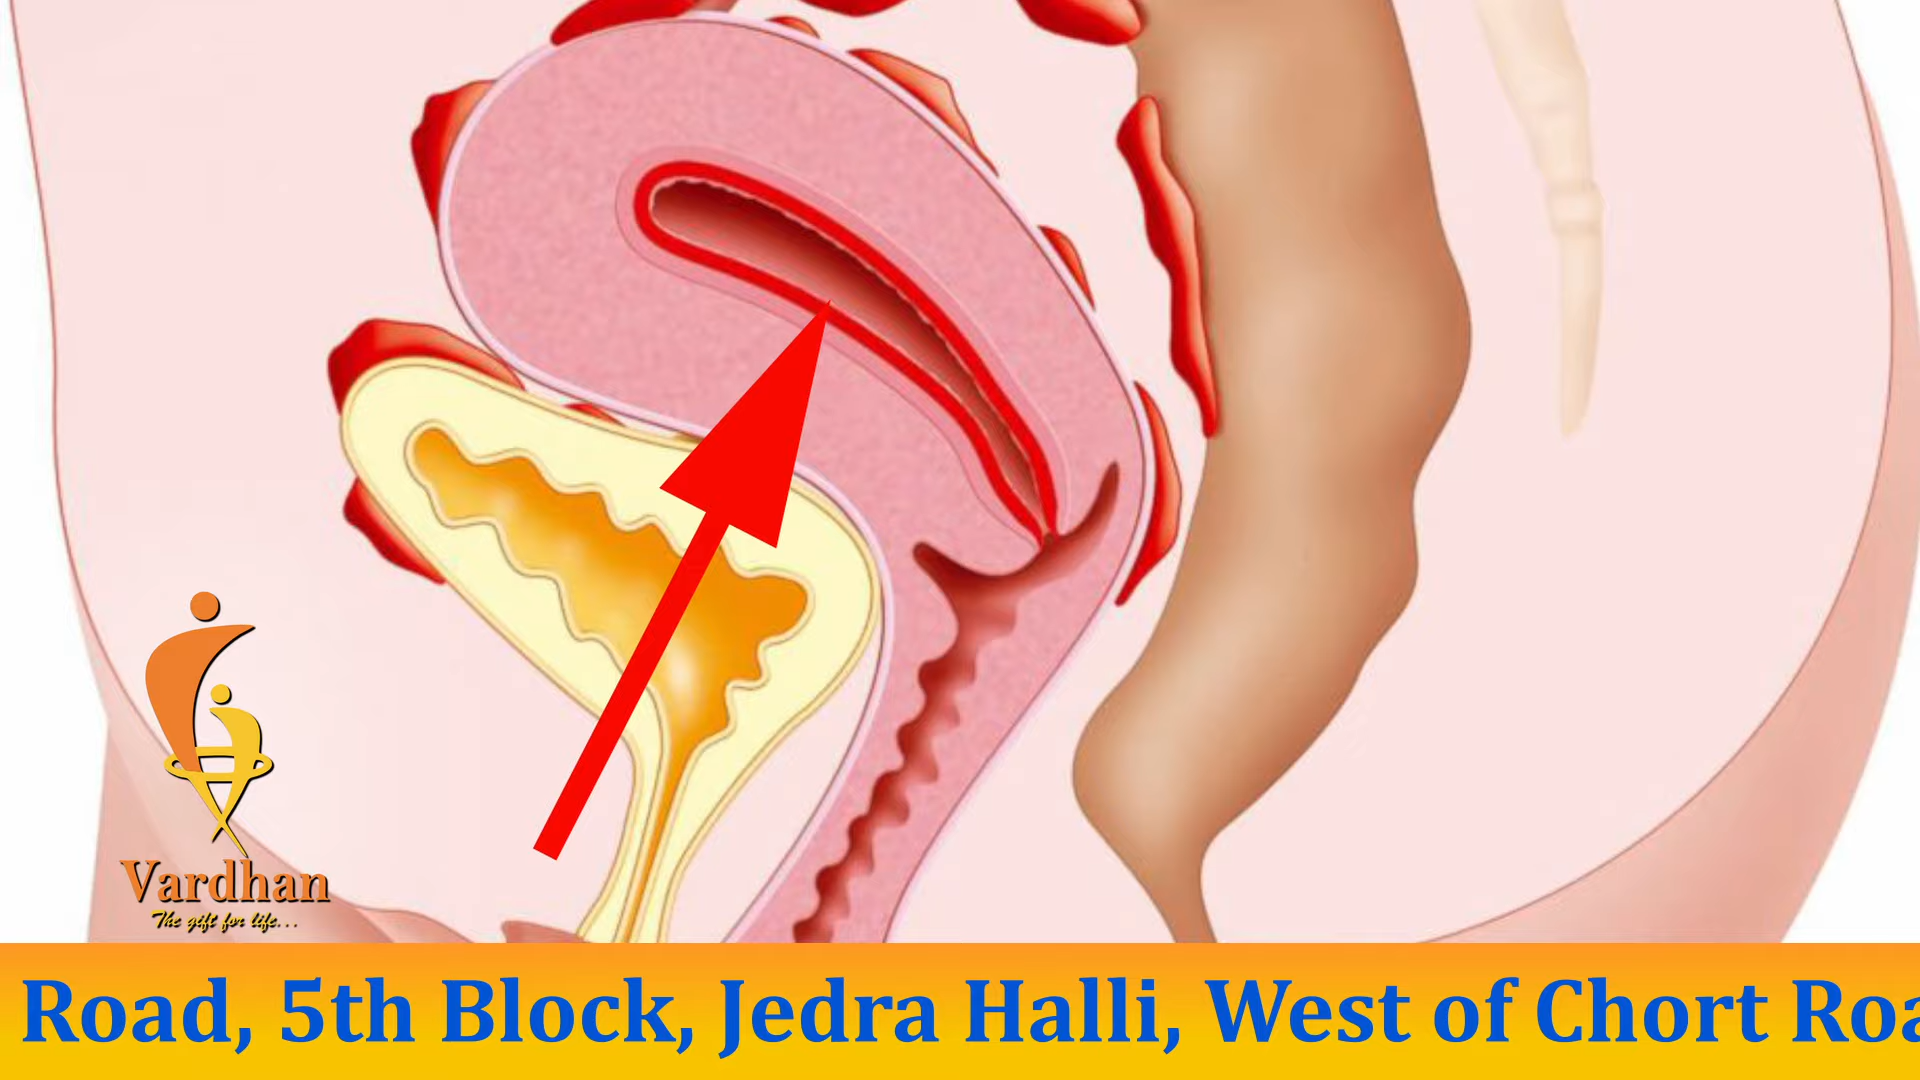 Vardhan
The gift for life...
Road, 5th Block, Jedra Halli, West of Chort Roa